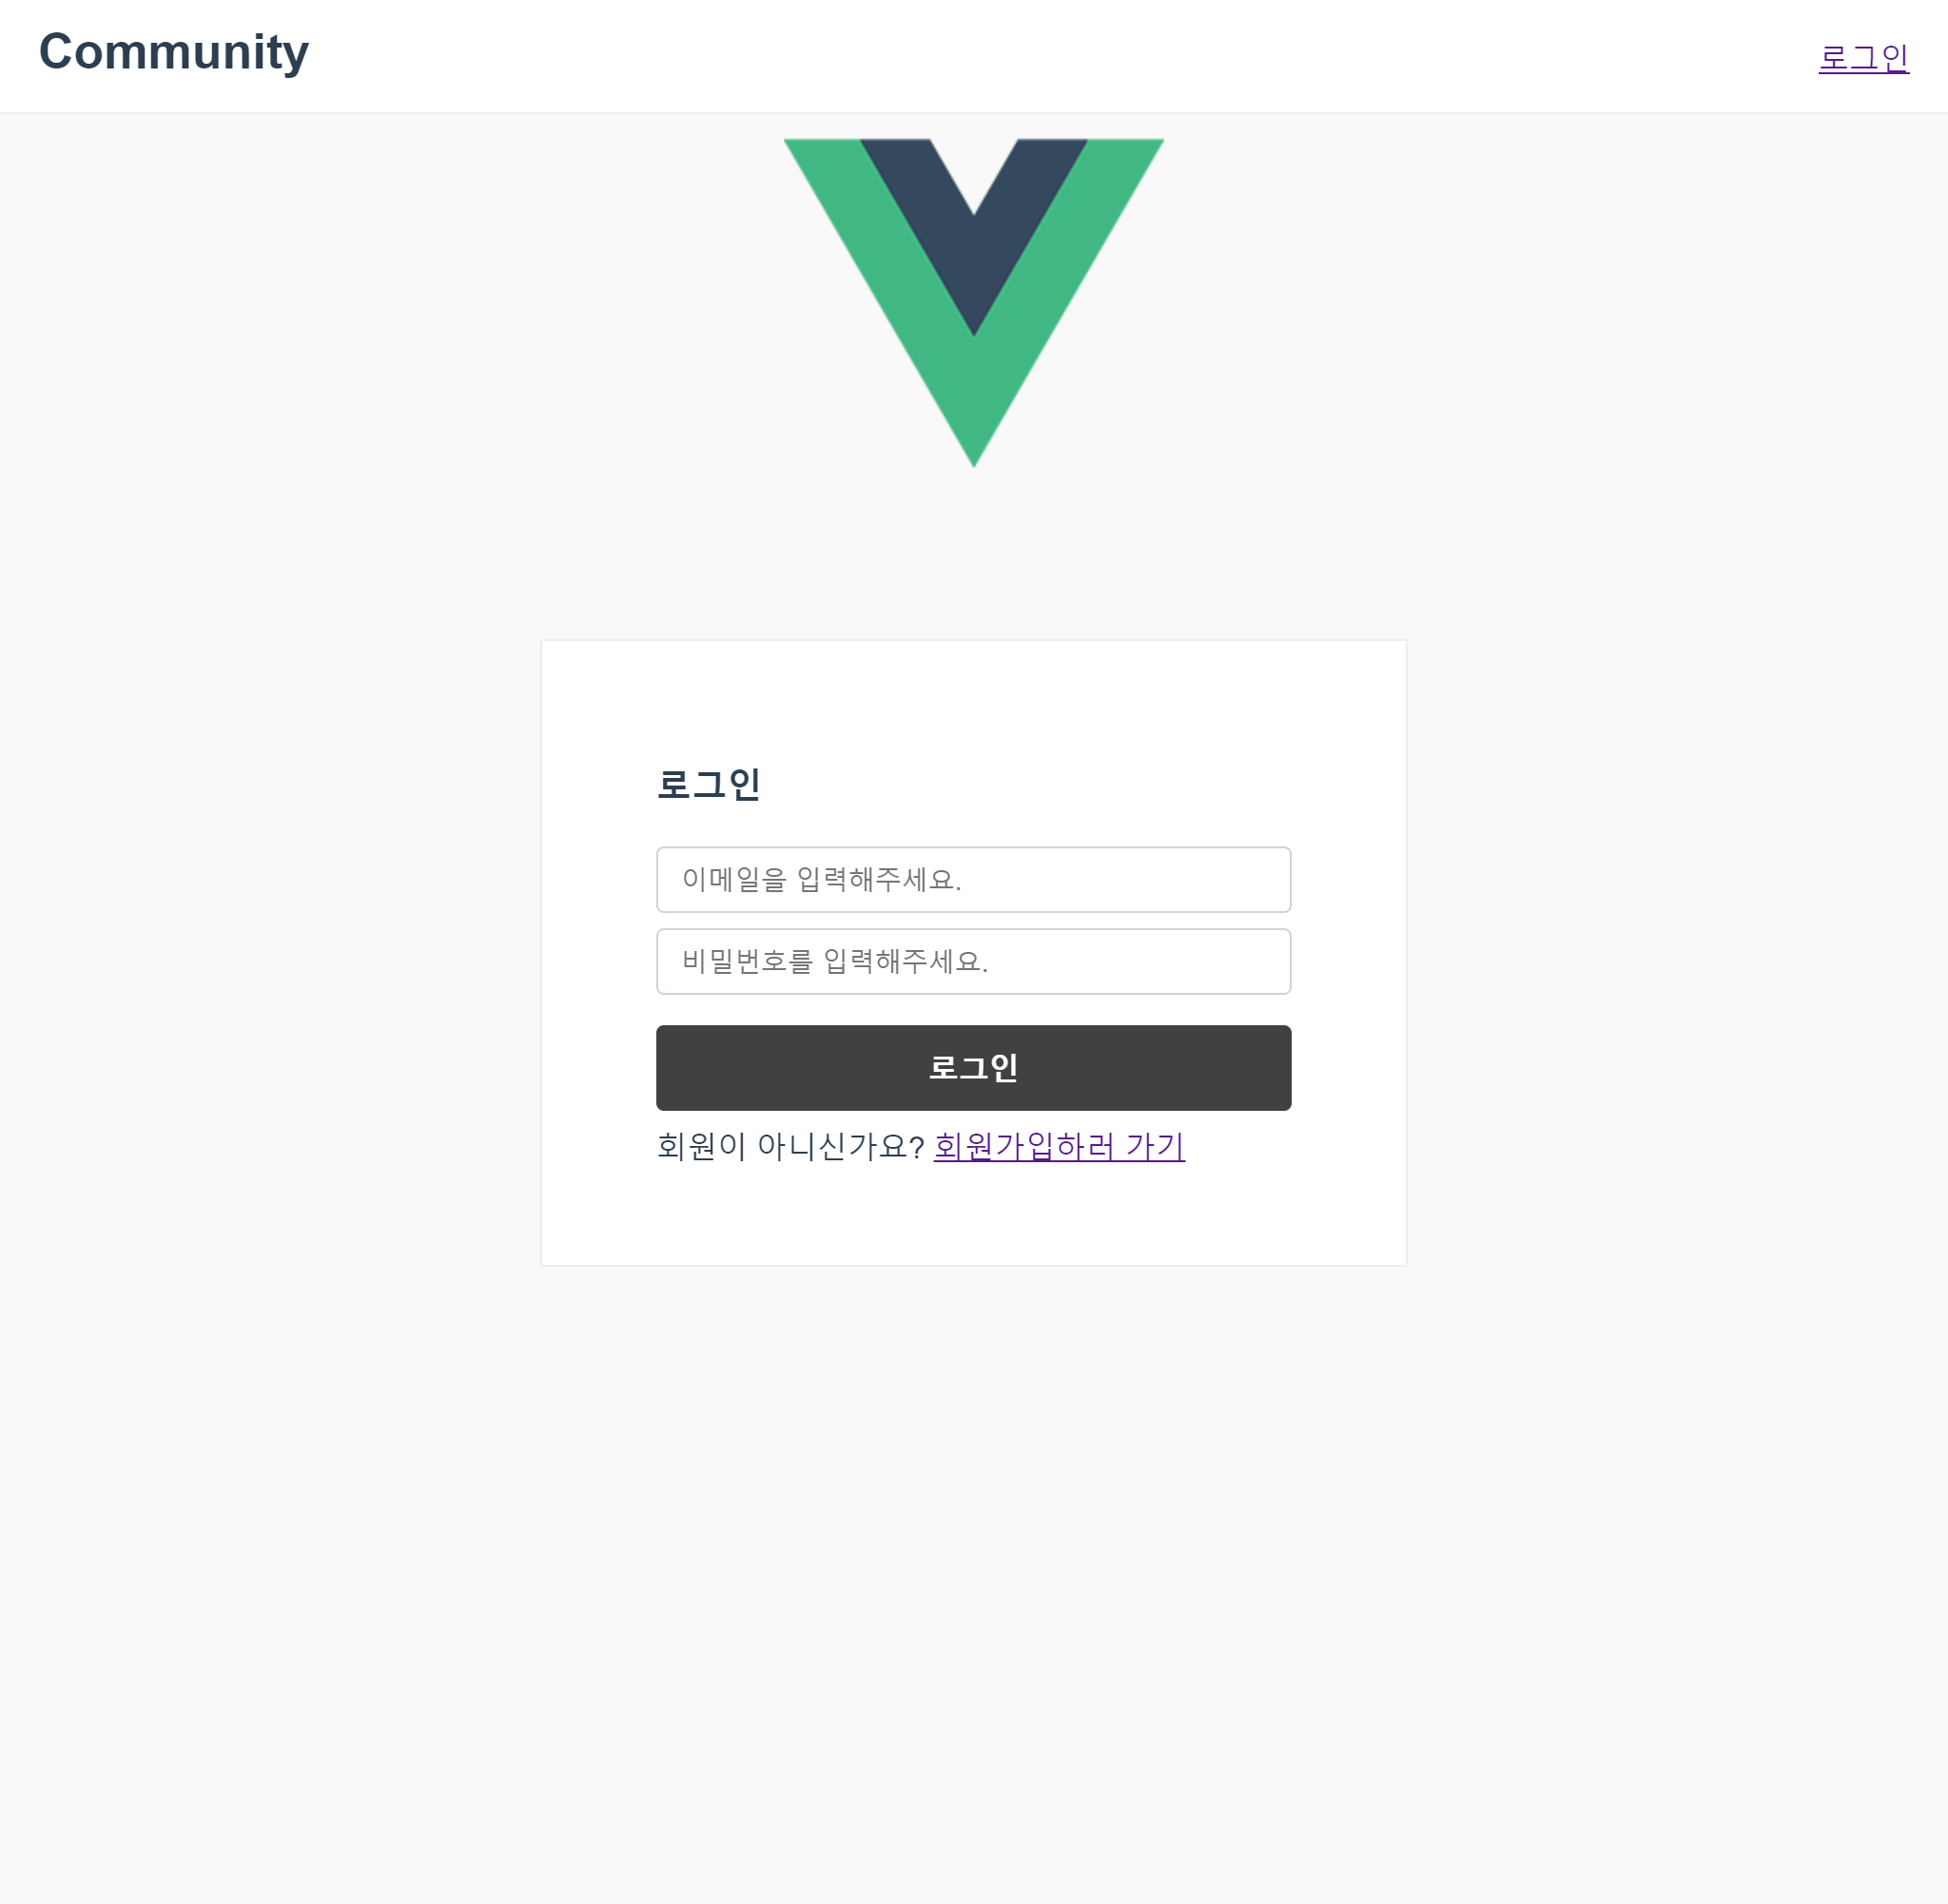 Community
로그인
로그인
이메일을 입력해주세요.
비밀번호를 입력해주세요.
로그인
회원이 아니신가요? 회원가입하러 가기